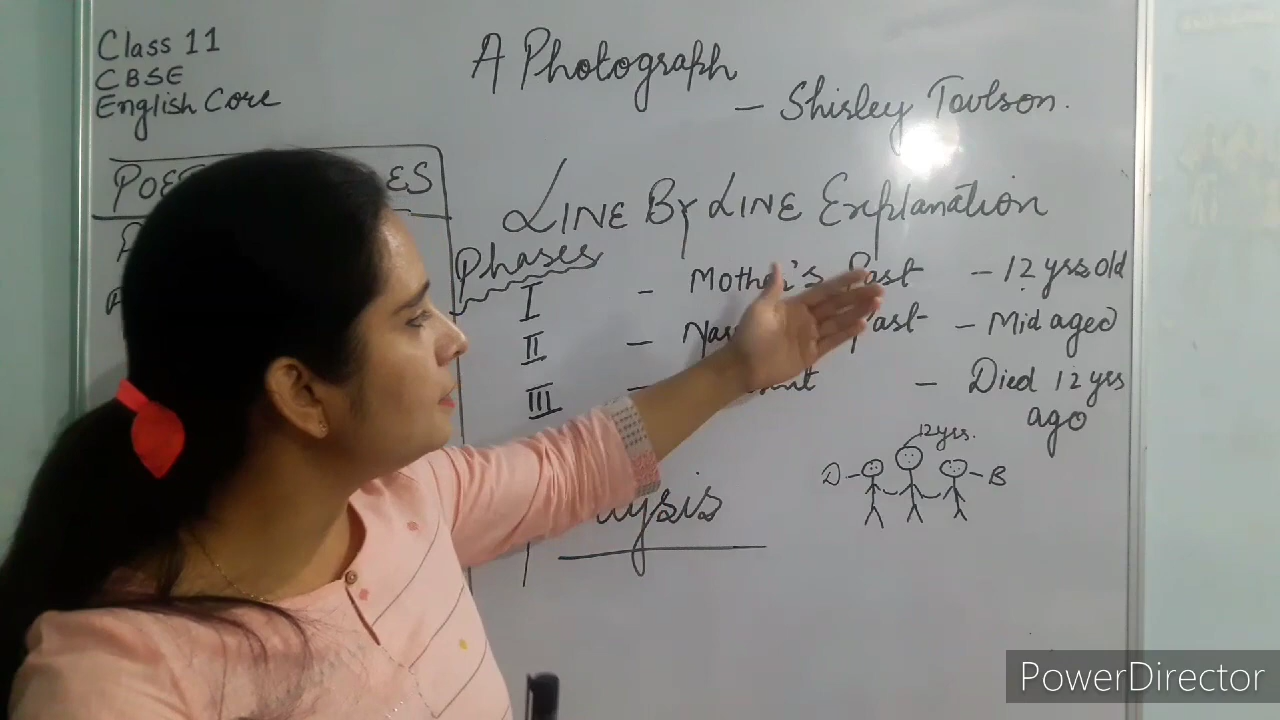 Class 11
CBSE
English Core
A Photograph
- Shirley Toulson.
LINE BY LINE Explanation
Phases
I - Mother's Past - 12 yrs old
II - Past - Mid aged
III - - Died 12 yrs
ago
12 yrs.
D - - B
PowerDirector